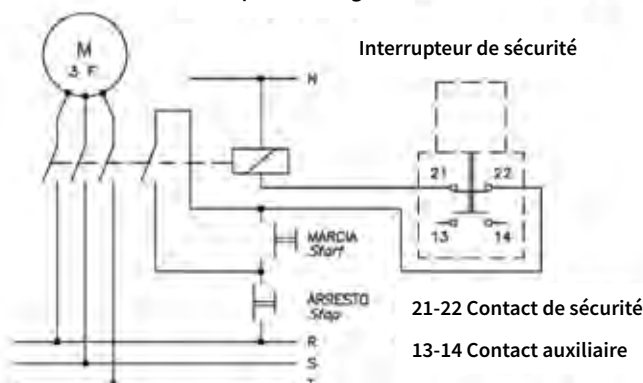 M
3 F.
Interrupteur de sécurité
N
21 22
13 14
MARCIA
Start
ARRESTO
Stop
21-22 Contact de sécurité
R
S
13-14 Contact auxiliaire